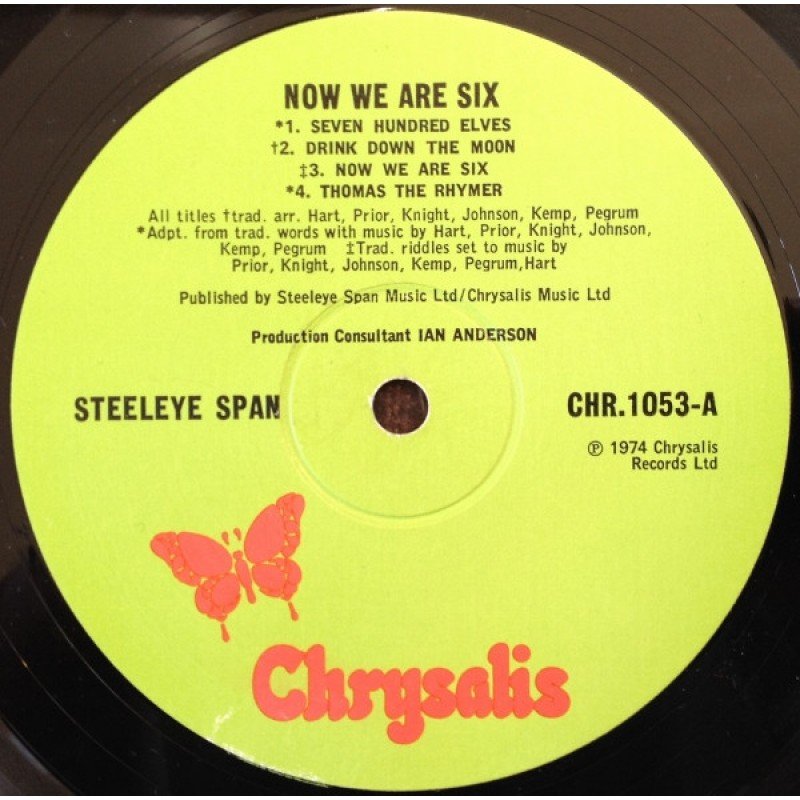 NOW WE ARE SIX
*1. SEVEN HUNDRED ELVES
†2. DRINK DOWN THE MOON
‡3. NOW WE ARE SIX
*4. THOMAS THE RHYMER
All titles †trad. arr. Hart, Prior, Knight, Johnson, Kemp, Pegrum
*Adpt. from trad. words with music by Hart, Prior, Knight, Johnson,
Kemp, Pegrum ‡Trad. riddles set to music by
Prior, Knight, Johnson, Kemp, Pegrum,Hart
Published by Steeleye Span Music Ltd/Chrysalis Music Ltd
Production Consultant IAN ANDERSON
STEELEYE SPAN
CHR.1053-A
℗ 1974 Chrysalis
Records Ltd
Chrysalis